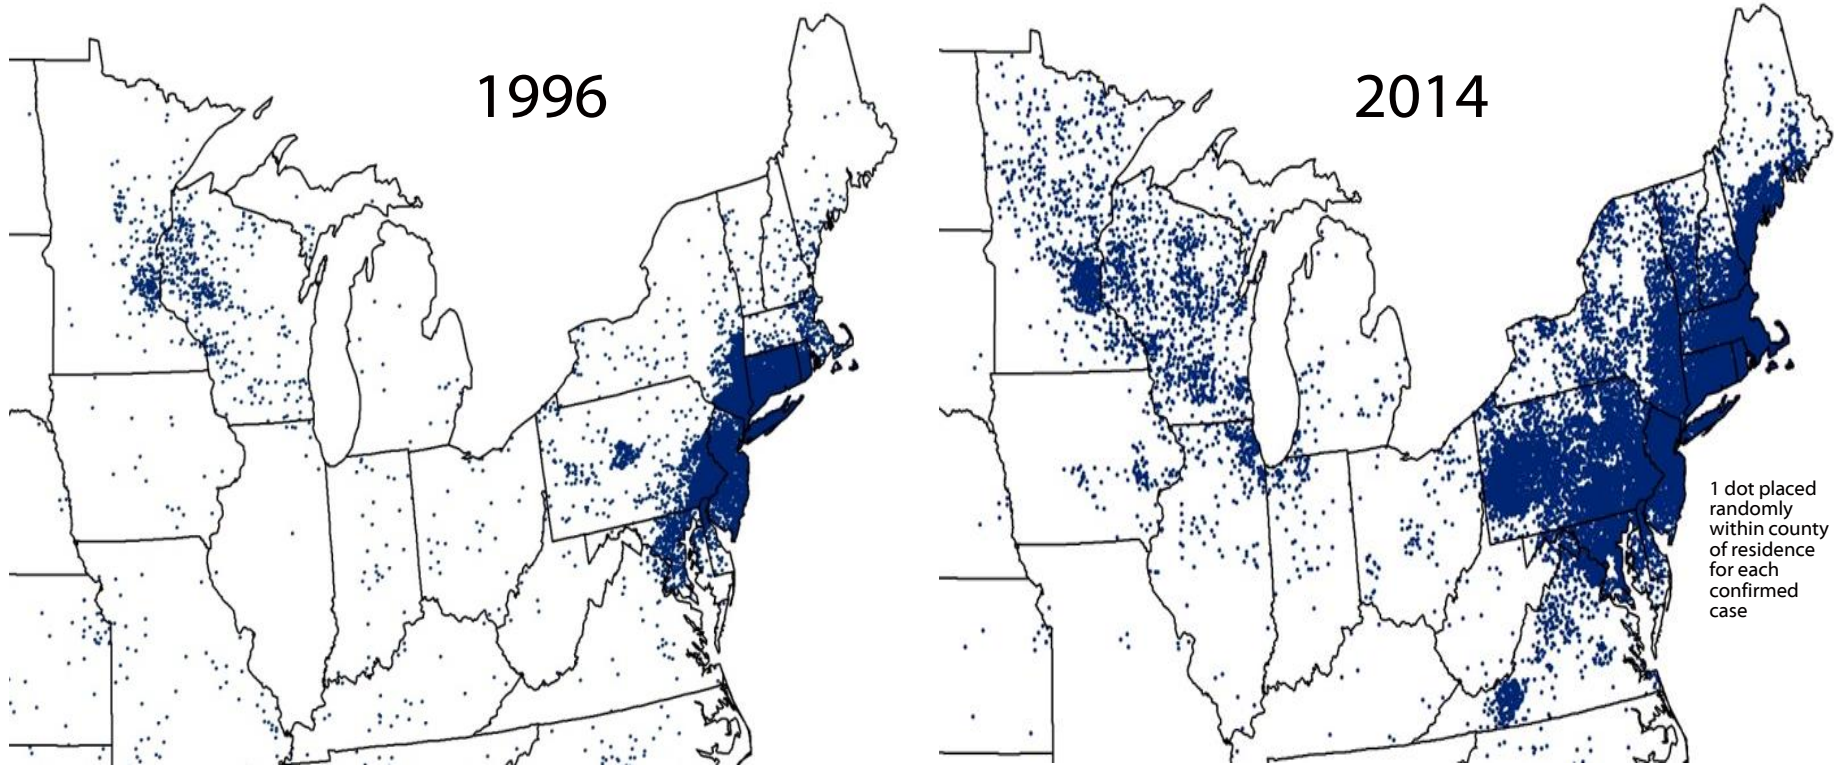 1996
2014
1 dot placed
randomly
within county
of residence
for each
confirmed
case